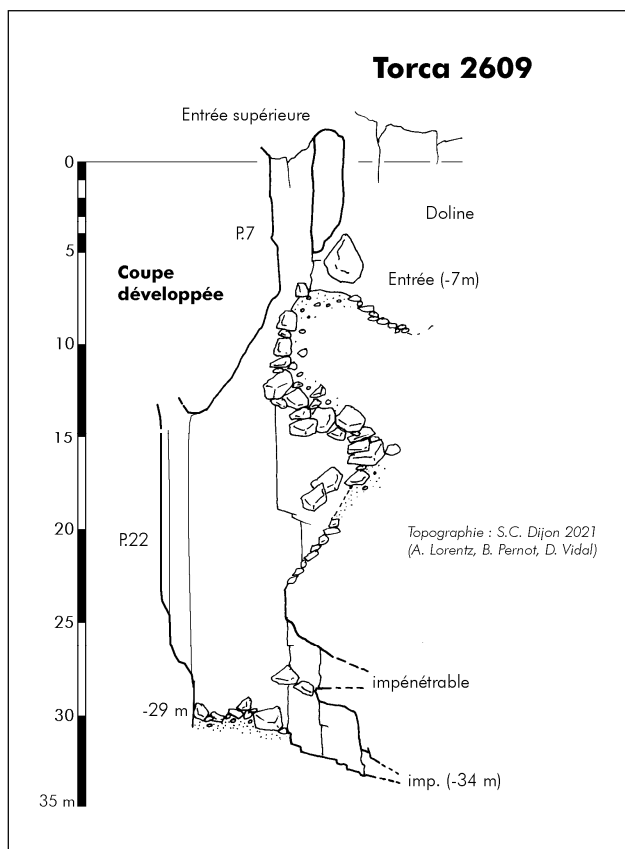 Torca 2609
Entrée supérieure
0
Doline
P.7
5
Entrée (-7m)
Coupe
développée
10
15
20
Topographie : S.C. Dijon 2021
(A. Lorentz, B. Pernot, D. Vidal)
P.22
25
impénétrable
-29 m
30
imp. (-34 m)
35 m